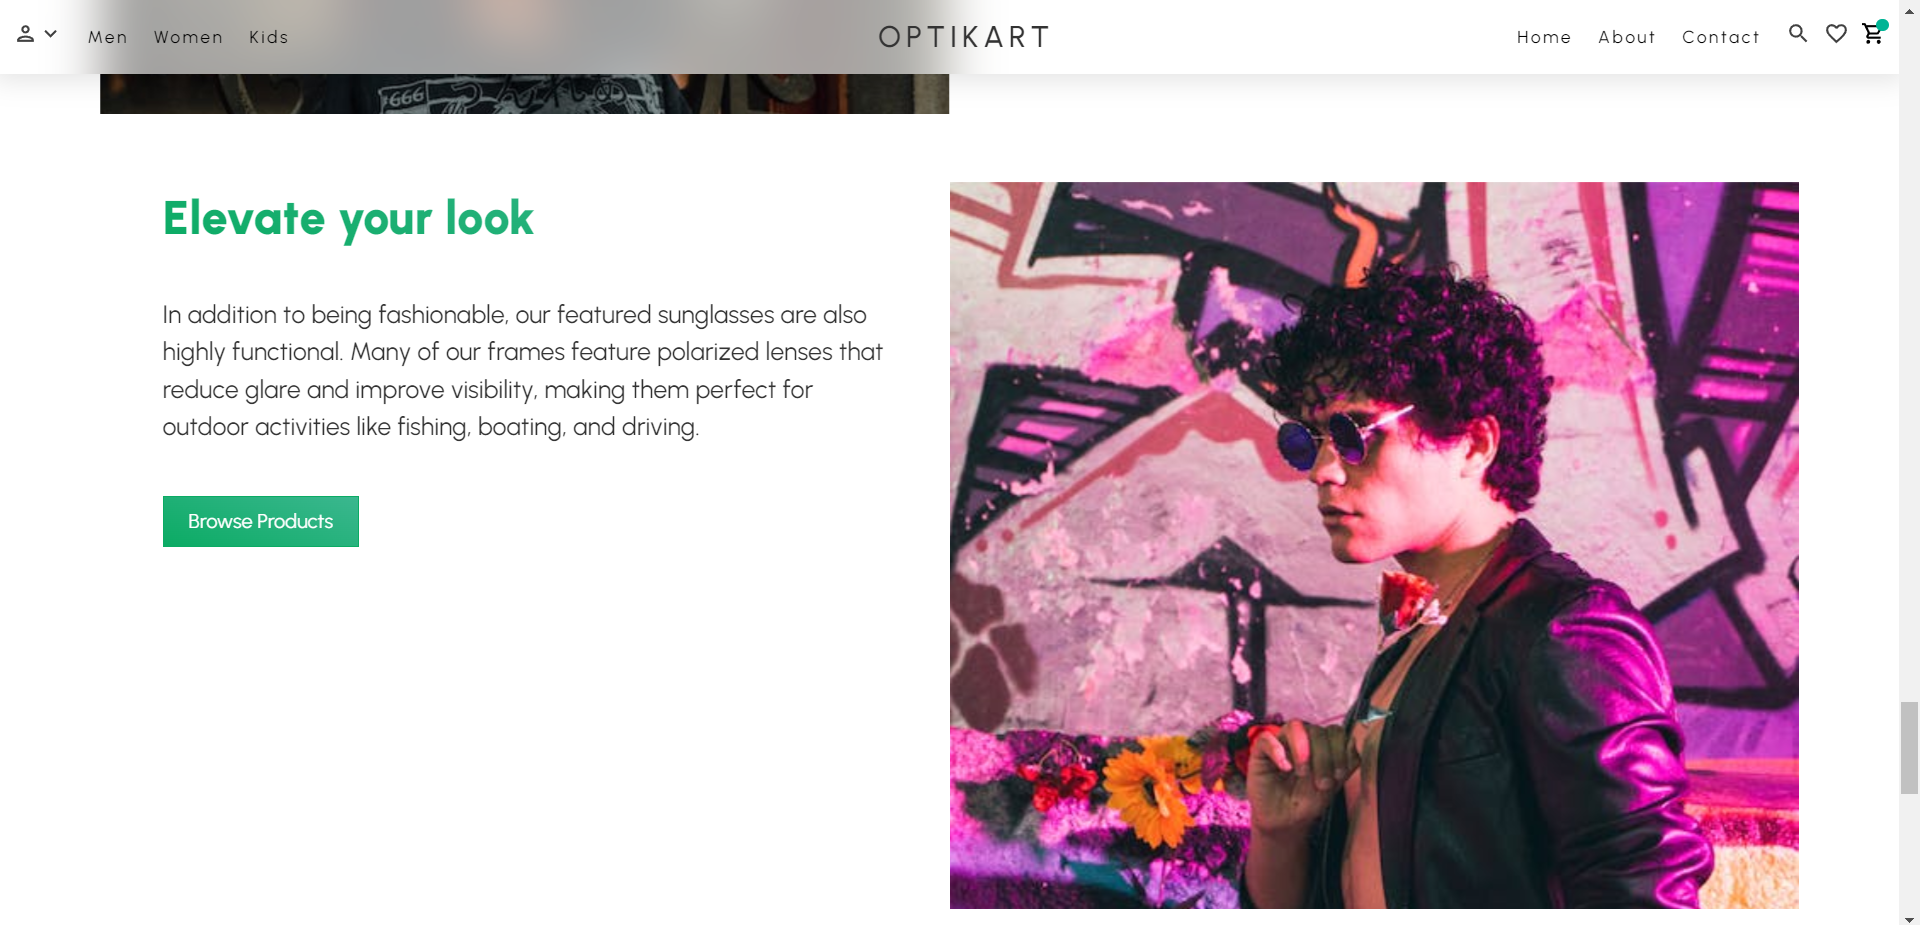 Men Women Kids OPTIKART Home About Contact
#666
Elevate your look
In addition to being fashionable, our featured sunglasses are also
highly functional. Many of our frames feature polarized lenses that
reduce glare and improve visibility, making them perfect for
outdoor activities like fishing, boating, and driving.
Browse Products